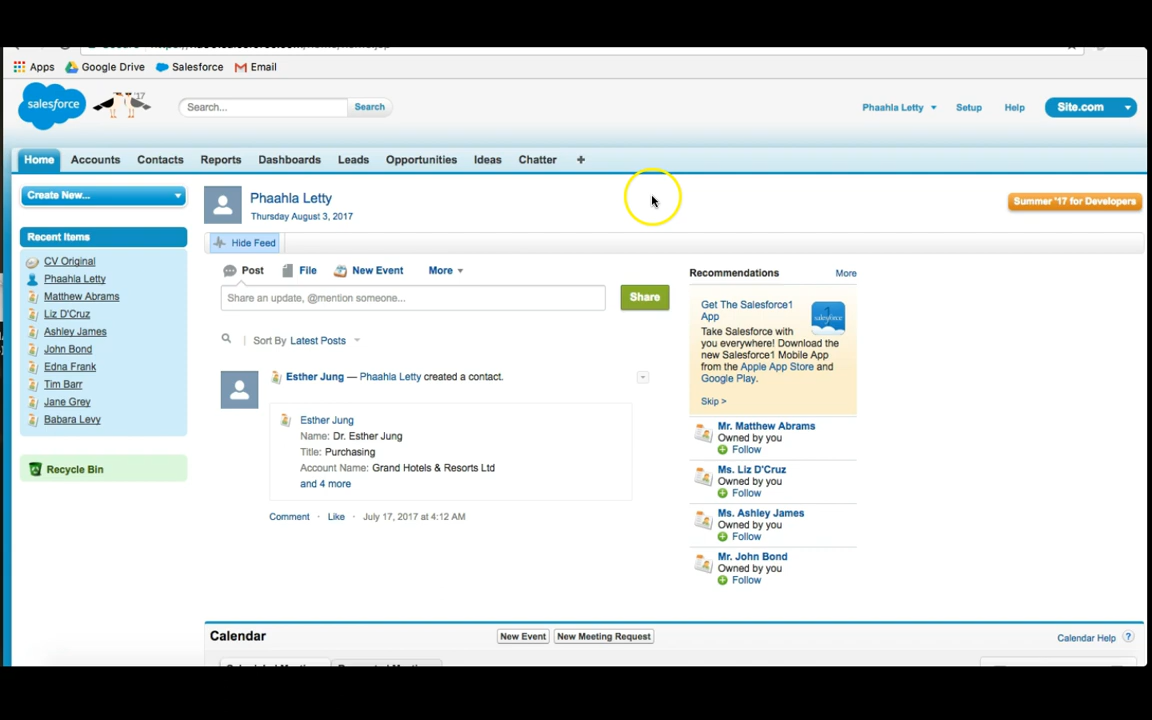 Apps Google Drive Salesforce Email
salesforce '17 Search... Search Phaahla Letty Setup Help Site.com
Home Accounts Contacts Reports Dashboards Leads Opportunities Ideas Chatter +
Create New...
Recent Items
CV Original
Phaahla Letty
Matthew Abrams
Liz D'Cruz
Ashley James
John Bond
Edna Frank
Tim Barr
Jane Grey
Babara Levy
Recycle Bin
Phaahla Letty
Thursday August 3, 2017
Summer '17 for Developers
Hide Feed
Post File New Event More
Share an update, @mention someone... Share
Sort By Latest Posts
Esther Jung — Phaahla Letty created a contact.
Esther Jung
Name: Dr. Esther Jung
Title: Purchasing
Account Name: Grand Hotels & Resorts Ltd
and 4 more
Comment · Like · July 17, 2017 at 4:12 AM
Recommendations More
Get The Salesforce1
App
salesforce
Take Salesforce with
you everywhere! Download the
new Salesforce1 Mobile App
from the Apple App Store and
Google Play.
Skip >
Mr. Matthew Abrams
Owned by you
Follow
Ms. Liz D'Cruz
Owned by you
Follow
Ms. Ashley James
Owned by you
Follow
Mr. John Bond
Owned by you
Follow
Calendar New Event New Meeting Request Calendar Help ?